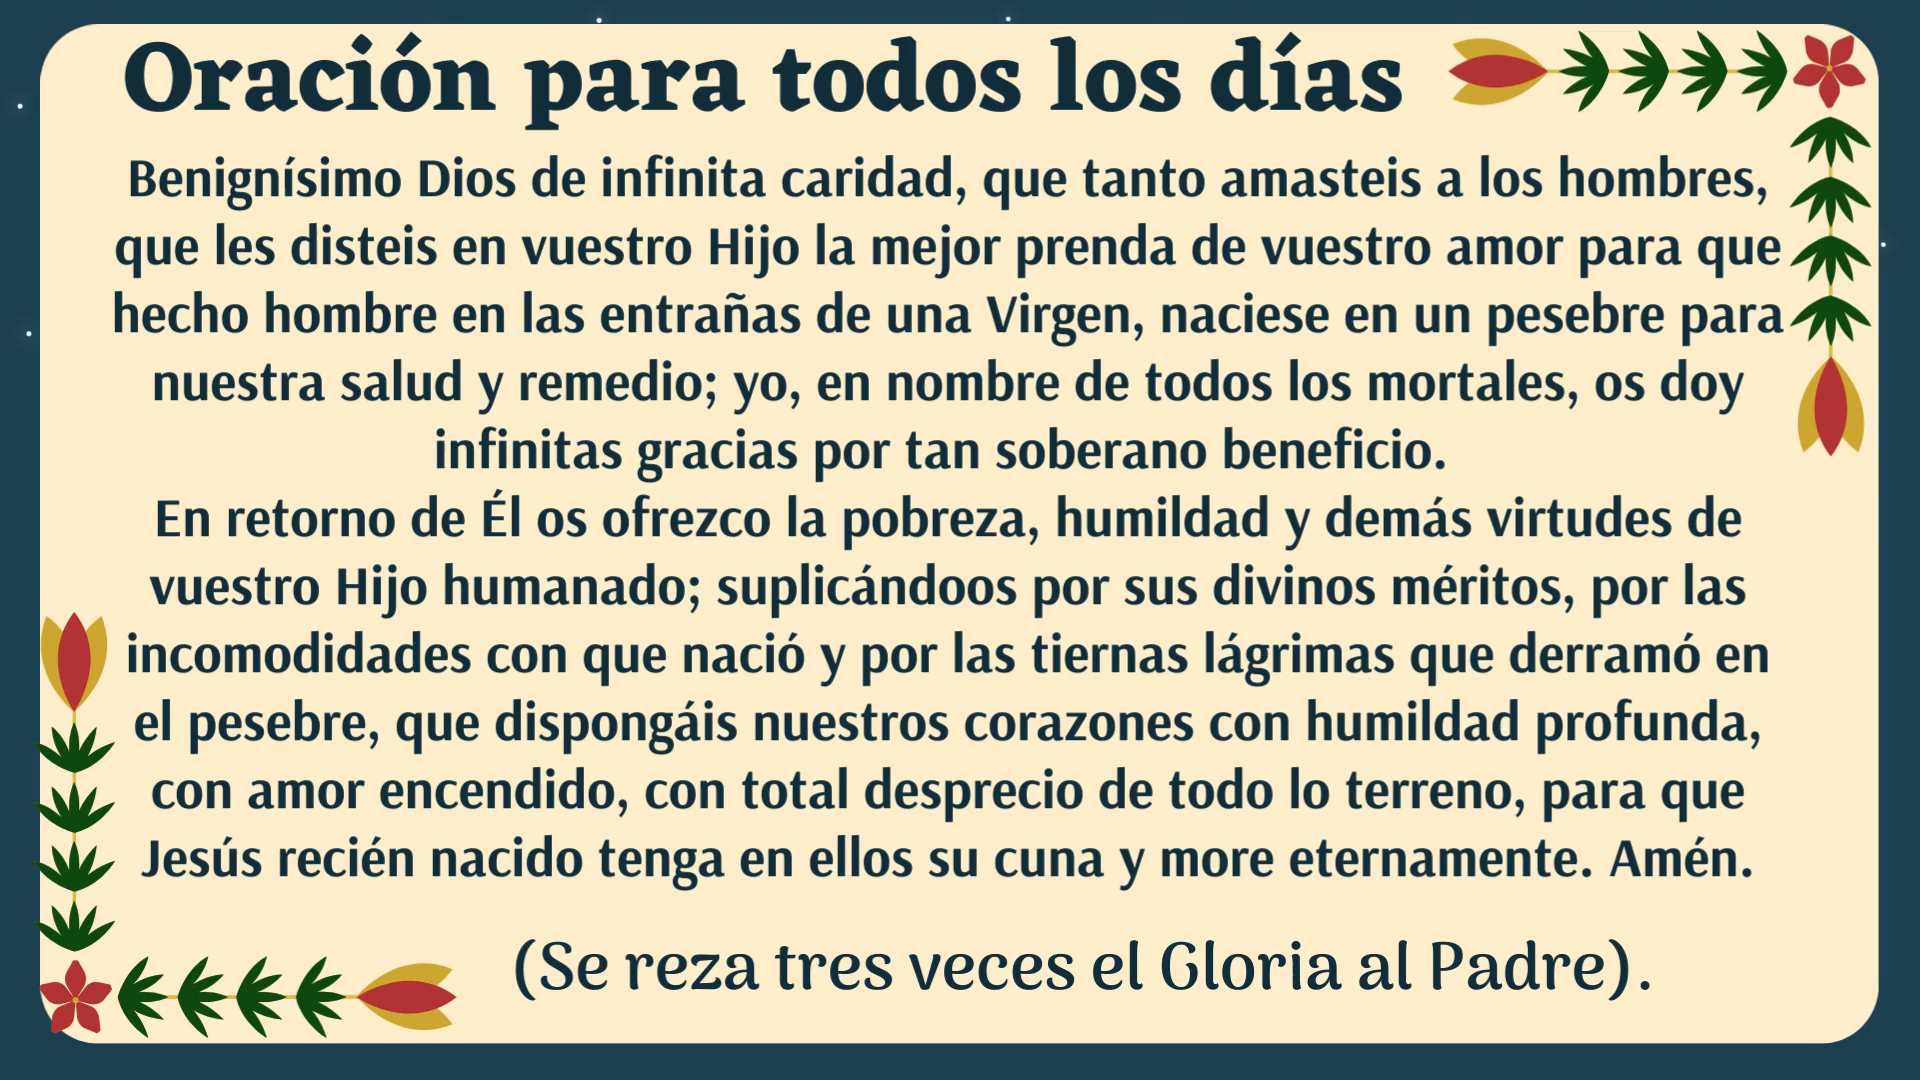 Oración para todos los días
Benignísimo Dios de infinita caridad, que tanto amasteis a los hombres,
que les disteis en vuestro Hijo la mejor prenda de vuestro amor para que
hecho hombre en las entrañas de una Virgen, naciese en un pesebre para
nuestra salud y remedio; yo, en nombre de todos los mortales, os doy
infinitas gracias por tan soberano beneficio.
En retorno de Él os ofrezco la pobreza, humildad y demás virtudes de
vuestro Hijo humanado; suplicándoos por sus divinos méritos, por las
incomodidades con que nació y por las tiernas lágrimas que derramó en
el pesebre, que dispongáis nuestros corazones con humildad profunda,
con amor encendido, con total desprecio de todo lo terreno, para que
Jesús recién nacido tenga en ellos su cuna y more eternamente. Amén.
(Se reza tres veces el Gloria al Padre).